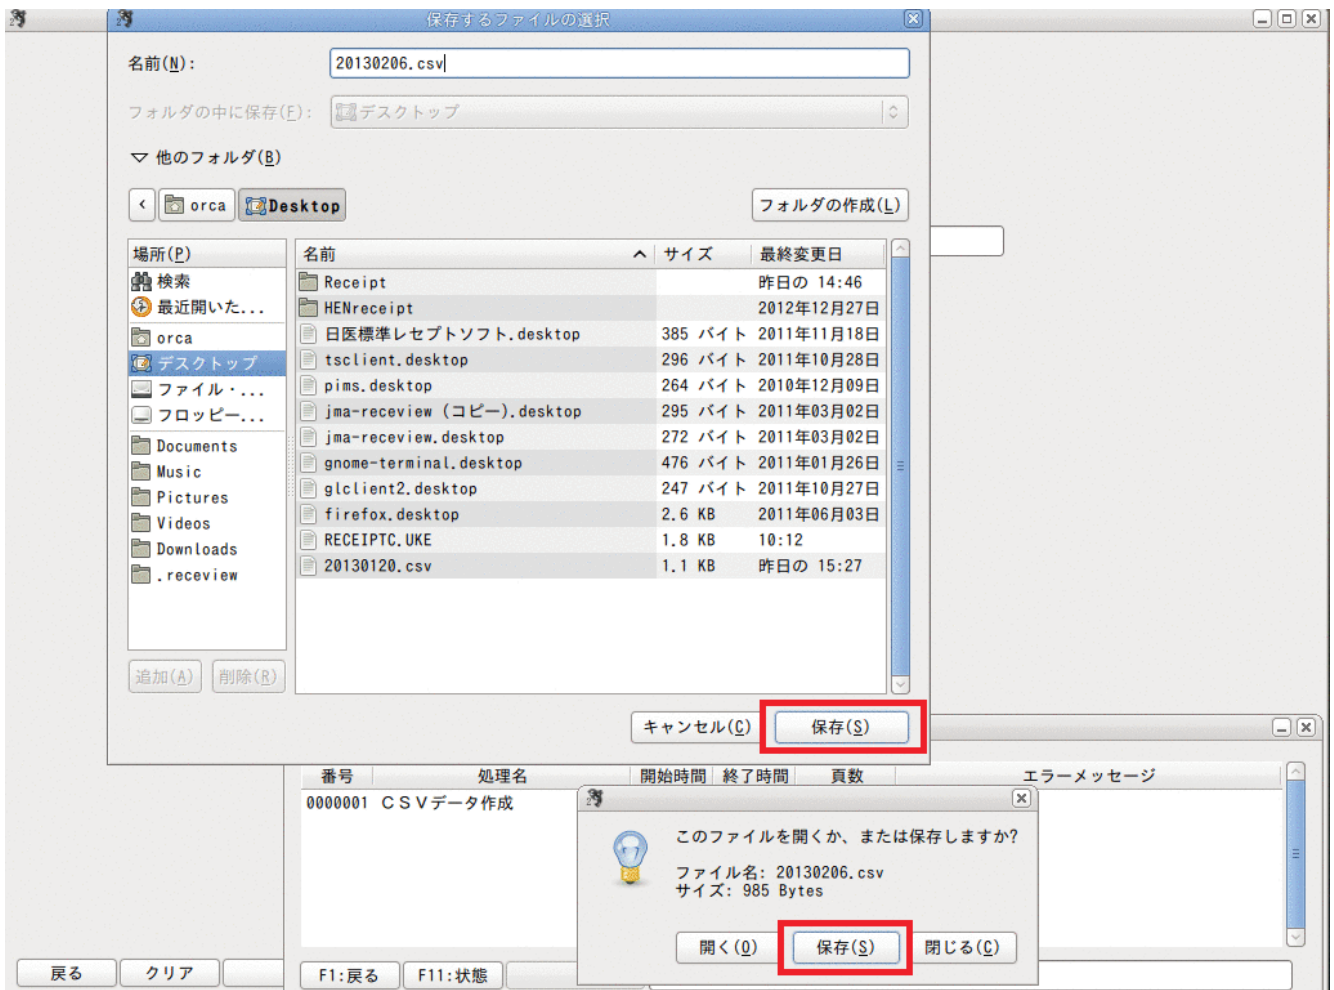 保存するファイルの選択
名前(N):
20130206.csv
フォルダの中に保存(F):
デスクトップ
他のフォルダ(B)
orca
Desktop
フォルダの作成(L)
場所(P)
検索
最近開いた...
orca
デスクトップ
ファイル・...
フロッピー...
Documents
Music
Pictures
Videos
Downloads
.receview
追加(A)
削除(R)
名前 サイズ 最終変更日
Receipt 昨日の 14:46
HENreceipt 2012年12月27日
日医標準レセプトソフト.desktop 385 バイト 2011年11月18日
tsclient.desktop 296 バイト 2011年10月28日
pims.desktop 264 バイト 2010年12月09日
jma-receview (コピー).desktop 295 バイト 2011年03月02日
jma-receview.desktop 272 バイト 2011年03月02日
gnome-terminal.desktop 476 バイト 2011年01月26日
glclient2.desktop 247 バイト 2011年10月27日
firefox.desktop 2.6 KB 2011年06月03日
RECEIPTC.UKE 1.8 KB 10:12
20130120.csv 1.1 KB 昨日の 15:27
キャンセル(C)
保存(S)
番号 処理名 開始時間 終了時間 頁数 エラーメッセージ
0000001 ＣＳＶデータ作成
このファイルを開くか、または保存しますか?
ファイル名: 20130206.csv
サイズ: 985 Bytes
開く(O)
保存(S)
閉じる(C)
戻る
クリア
F1:戻る
F11:状態